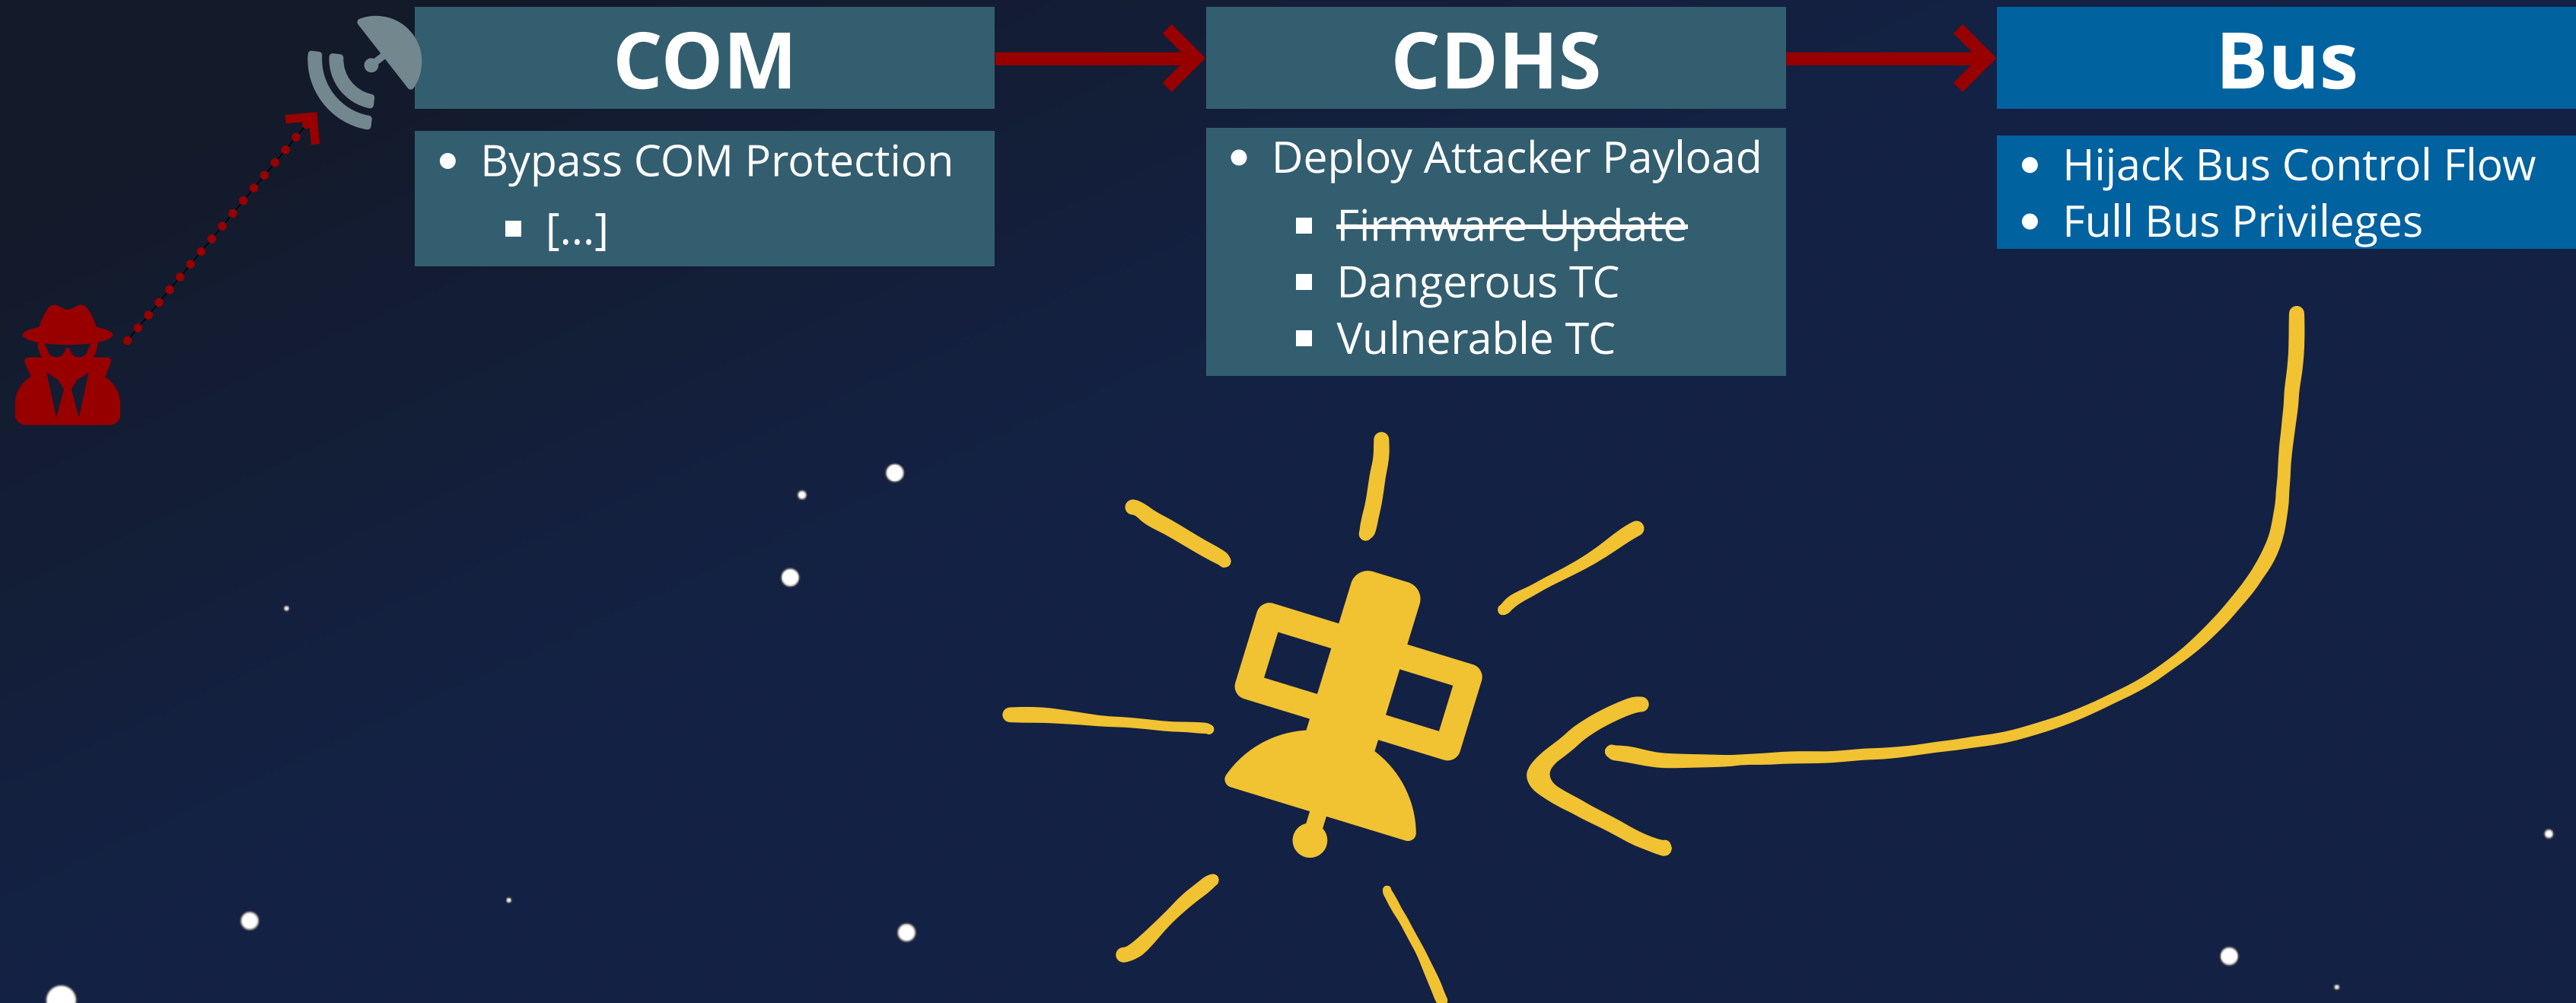 COM
Bypass COM Protection
[...]
CDHS
Deploy Attacker Payload
Firmware Update
Dangerous TC
Vulnerable TC
Bus
Hijack Bus Control Flow
Full Bus Privileges